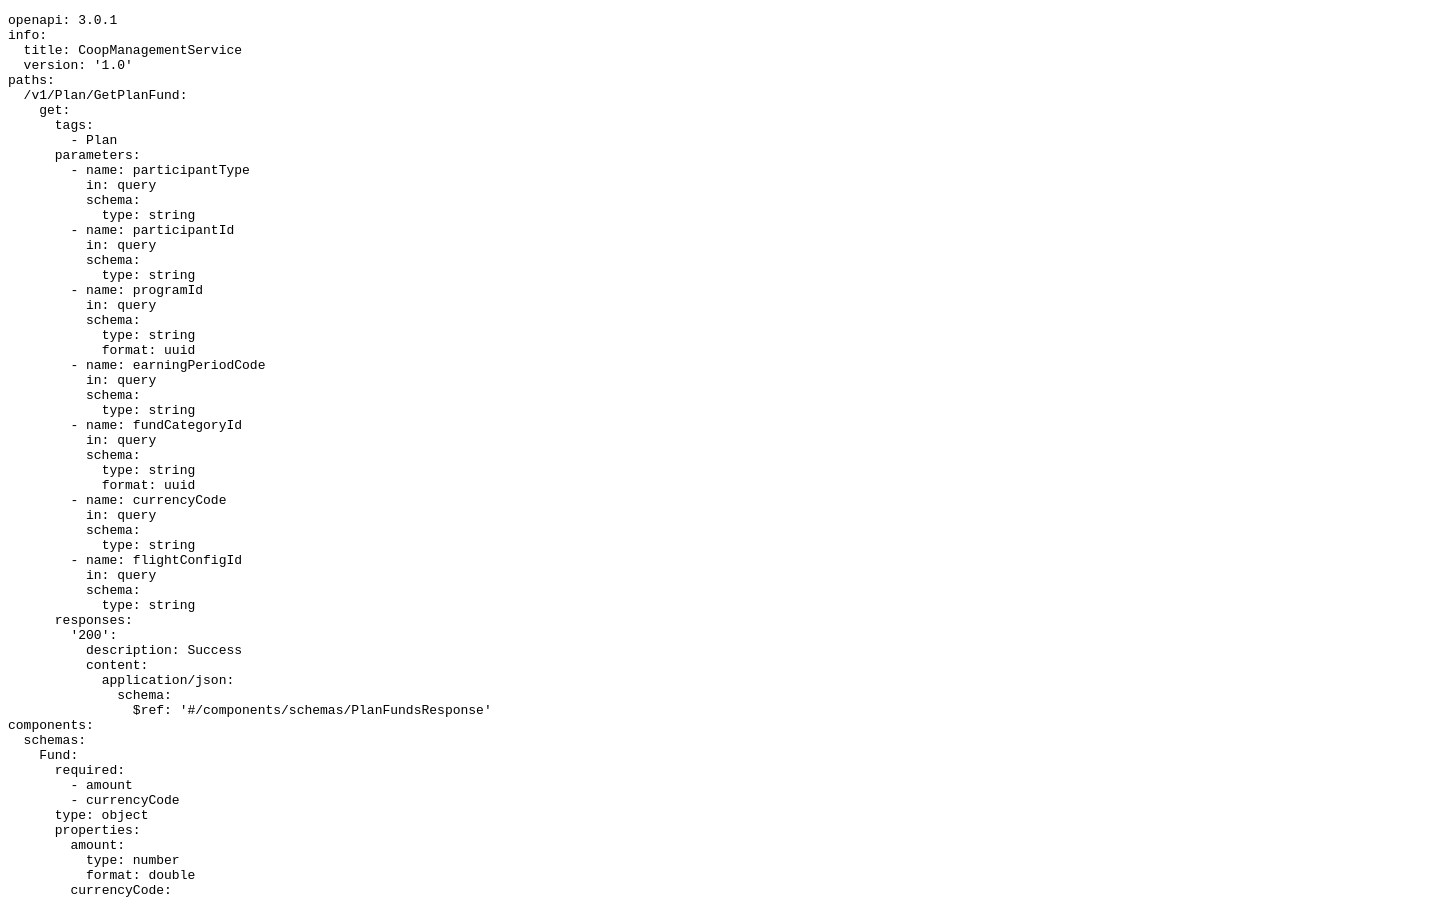 openapi: 3.0.1
info:
  title: CoopManagementService
  version: '1.0'
paths:
  /v1/Plan/GetPlanFund:
    get:
      tags:
        - Plan
      parameters:
        - name: participantType
          in: query
          schema:
            type: string
        - name: participantId
          in: query
          schema:
            type: string
        - name: programId
          in: query
          schema:
            type: string
            format: uuid
        - name: earningPeriodCode
          in: query
          schema:
            type: string
        - name: fundCategoryId
          in: query
          schema:
            type: string
            format: uuid
        - name: currencyCode
          in: query
          schema:
            type: string
        - name: flightConfigId
          in: query
          schema:
            type: string
      responses:
        '200':
          description: Success
          content:
            application/json:
              schema:
                $ref: '#/components/schemas/PlanFundsResponse'
components:
  schemas:
    Fund:
      required:
        - amount
        - currencyCode
      type: object
      properties:
        amount:
          type: number
          format: double
        currencyCode: